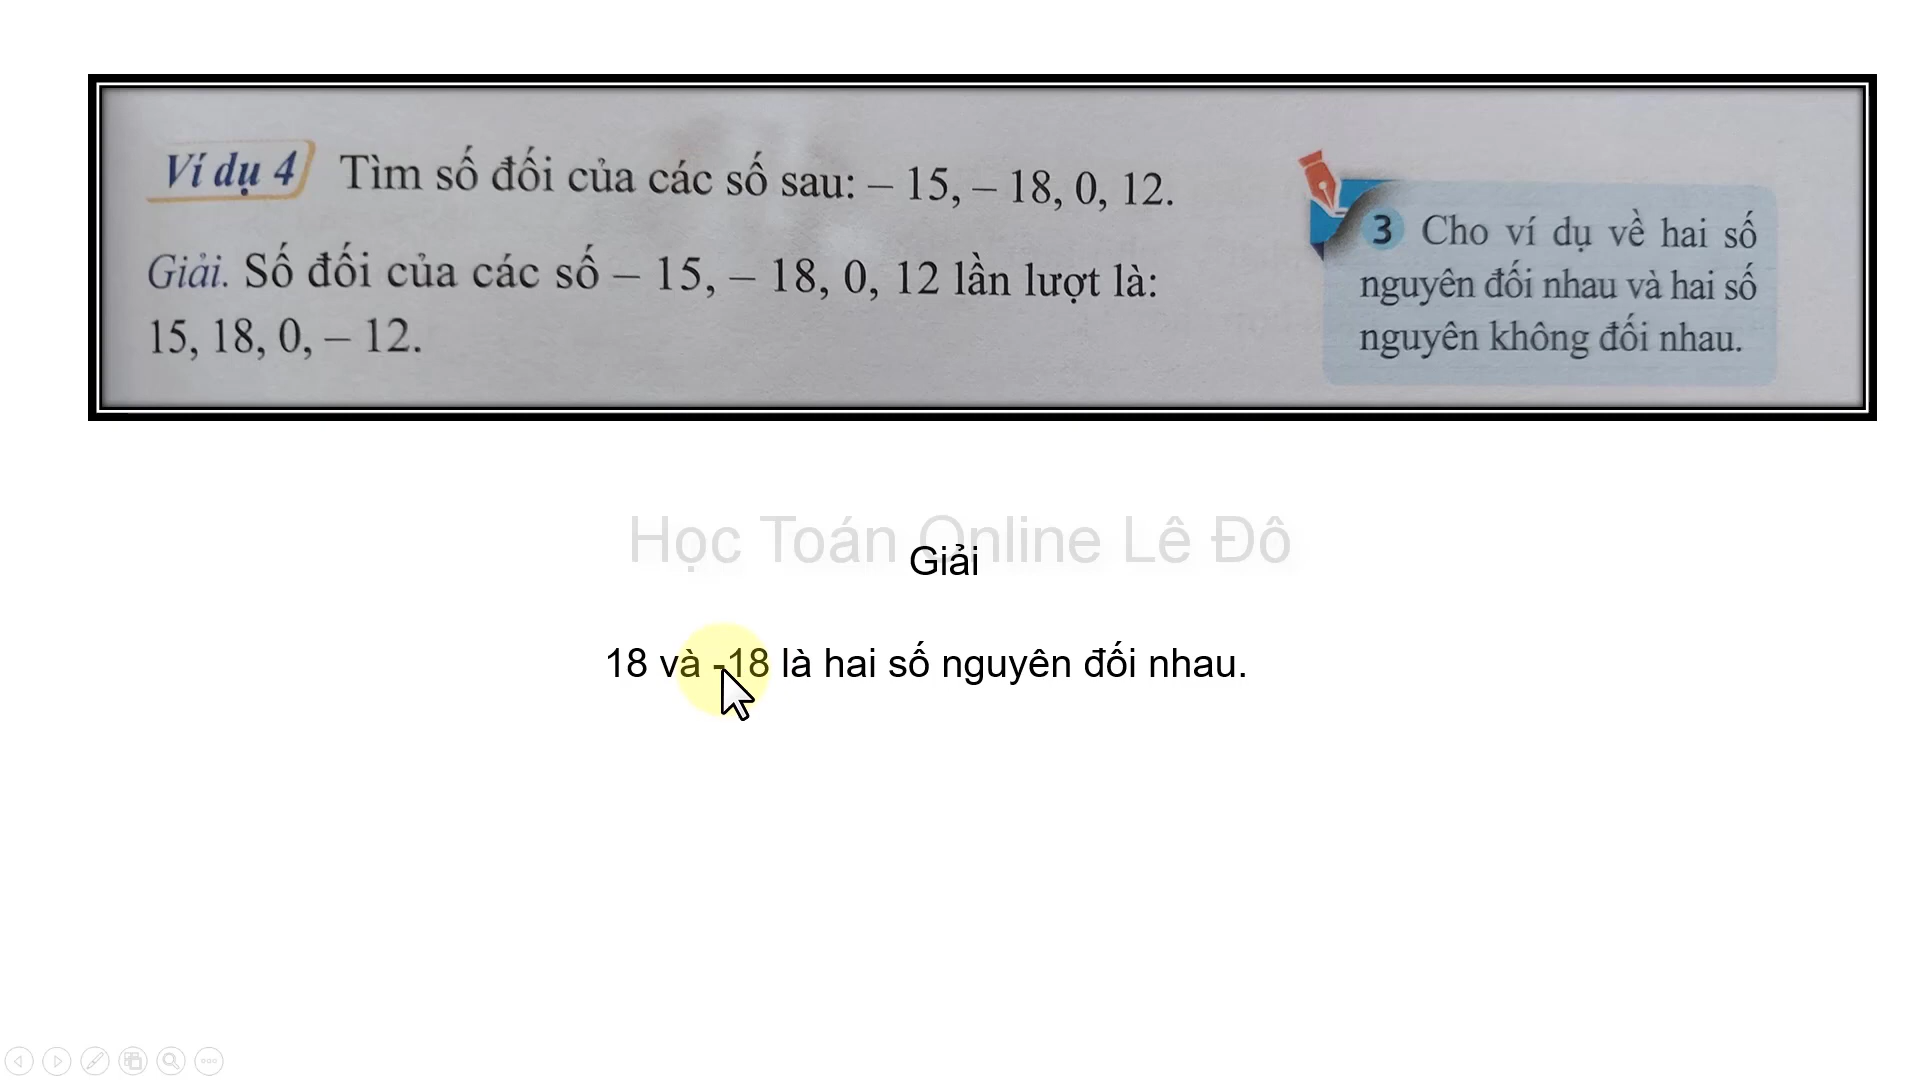 Ví dụ 4 Tìm số đối của các số sau: – 15, – 18, 0, 12.
Giải. Số đối của các số – 15, – 18, 0, 12 lần lượt là:
15, 18, 0, – 12.
3 Cho ví dụ về hai số
nguyên đối nhau và hai số
nguyên không đối nhau.
Học Toán Online Lê Đô
Giải
18 và -18 là hai số nguyên đối nhau.